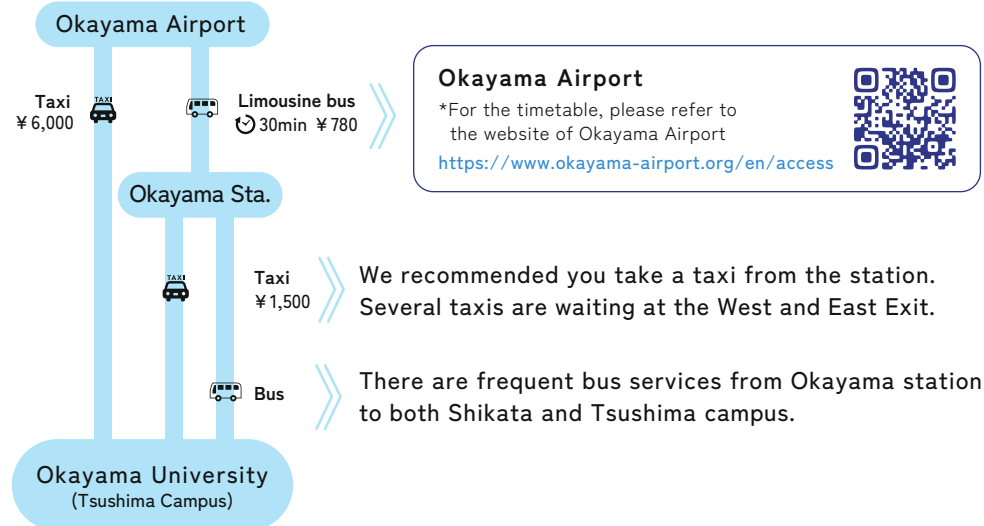 Okayama Airport
Taxi
¥6,000
TAXI
Limousine bus
30min ¥780
Okayama Airport
*For the timetable, please refer to
the website of Okayama Airport
https://www.okayama-airport.org/en/access
Okayama Sta.
TAXI
Taxi
¥1,500
We recommended you take a taxi from the station.
Several taxis are waiting at the West and East Exit.
Bus
There are frequent bus services from Okayama station
to both Shikata and Tsushima campus.
Okayama University
(Tsushima Campus)